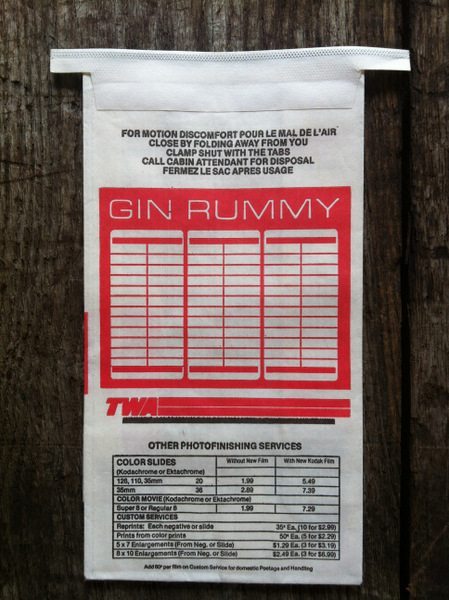 FOR MOTION DISCOMFORT POUR LE MAL DE L'AIR
CLOSE BY FOLDING AWAY FROM YOU
CLAMP SHUT WITH THE TABS
CALL CABIN ATTENDANT FOR DISPOSAL
FERMEZ LE SAC APRES USAGE
GIN RUMMY
TWA
OTHER PHOTOFINISHING SERVICES
COLOR SLIDES Without New Film With New Kodak Film
(Kodachrome or Ektachrome)
126, 110, 35mm 20 1.99 5.49
35mm 36 2.89 7.39
COLOR MOVIE (Kodachrome or Ektachrome)
Super 8 or Regular 8 1.99 7.29
CUSTOM SERVICES
Reprints: Each negative or slide 35¢ Ea. (10 for $2.99)
Prints from color prints 50¢ Ea. (5 for $2.29)
5 x 7 Enlargements (From Neg. or Slide) $1.29 Ea. (3 for $3.19)
8 x 10 Enlargements (From Neg. or Slide) $2.49 Ea. (3 for $6.99)
Add 60¢ per film on Custom Service for domestic Postage and Handling